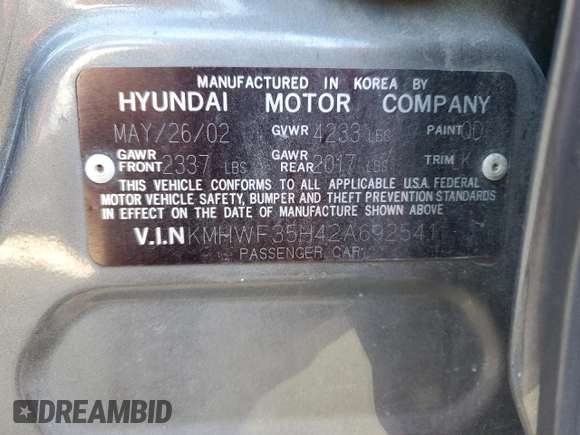 MANUFACTURED IN KOREA BY
HYUNDAI MOTOR COMPANY
MAY/26/02 GVWR 4233 LBS PAINT QD
GAWR FRONT 2337 LBS GAWR REAR 2017 LBS TRIM K
THIS VEHICLE CONFORMS TO ALL APPLICABLE U.S.A. FEDERAL
MOTOR VEHICLE SAFETY, BUMPER AND THEFT PREVENTION STANDARDS
IN EFFECT ON THE DATE OF MANUFACTURE SHOWN ABOVE
V.I.N KMHWF35H42A692541
PASSENGER CAR
DREAMBID